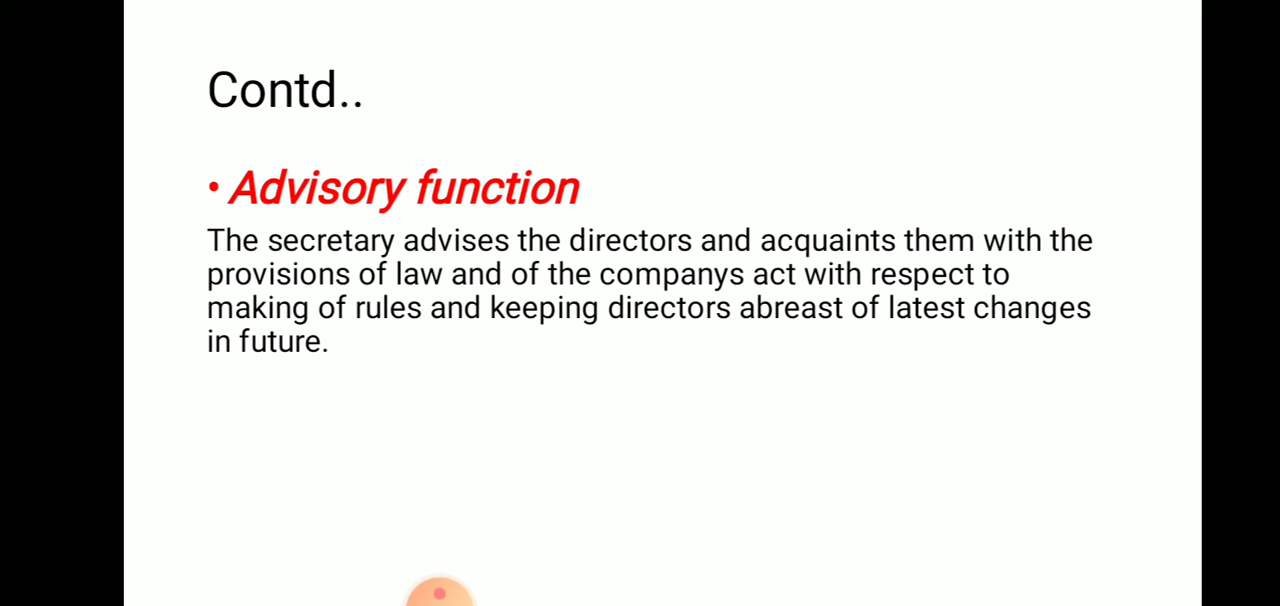 Contd..
• Advisory function
The secretary advises the directors and acquaints them with the
provisions of law and of the companys act with respect to
making of rules and keeping directors abreast of latest changes
in future.